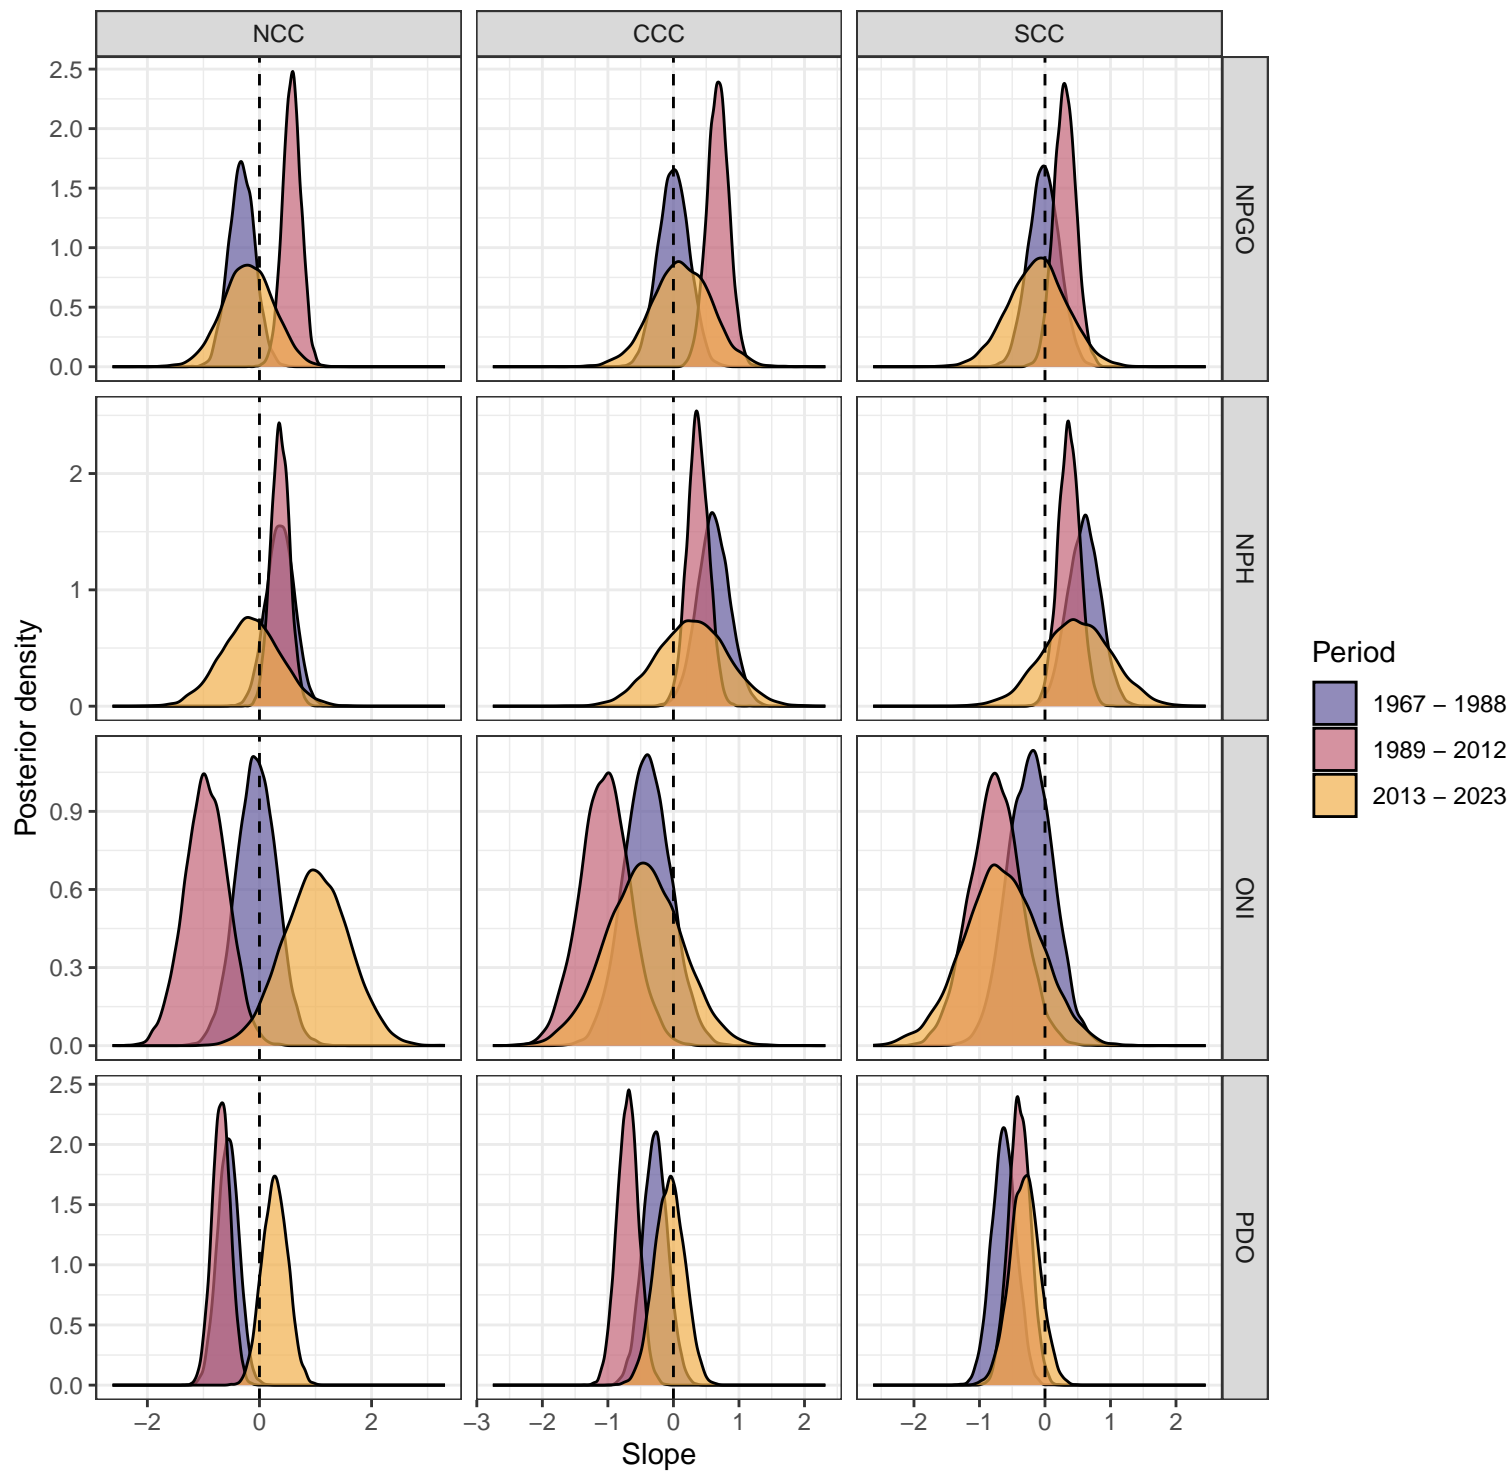 NCC
CCC
SCC
2.5
2.0
1.5
1.0
0.5
0.0
NPGO
2
1
0
NPH
0.9
0.6
0.3
0.0
ONI
2.5
2.0
1.5
1.0
0.5
0.0
PDO
−2
0
2
−3
−2
−1
0
1
2
−2
−1
0
1
2
Slope
Posterior density
Period
1967 − 1988
1989 − 2012
2013 − 2023